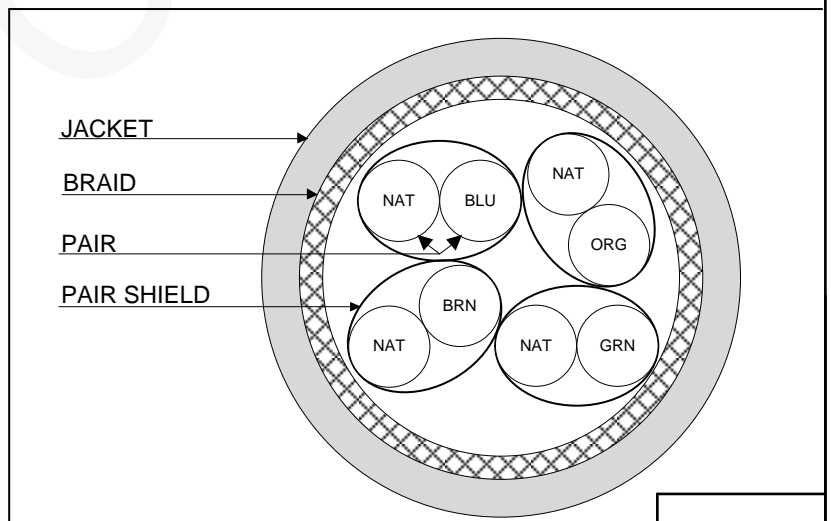 JACKET
BRAID
PAIR
PAIR SHIELD
NAT BLU
NAT
ORG
BRN
NAT
NAT GRN